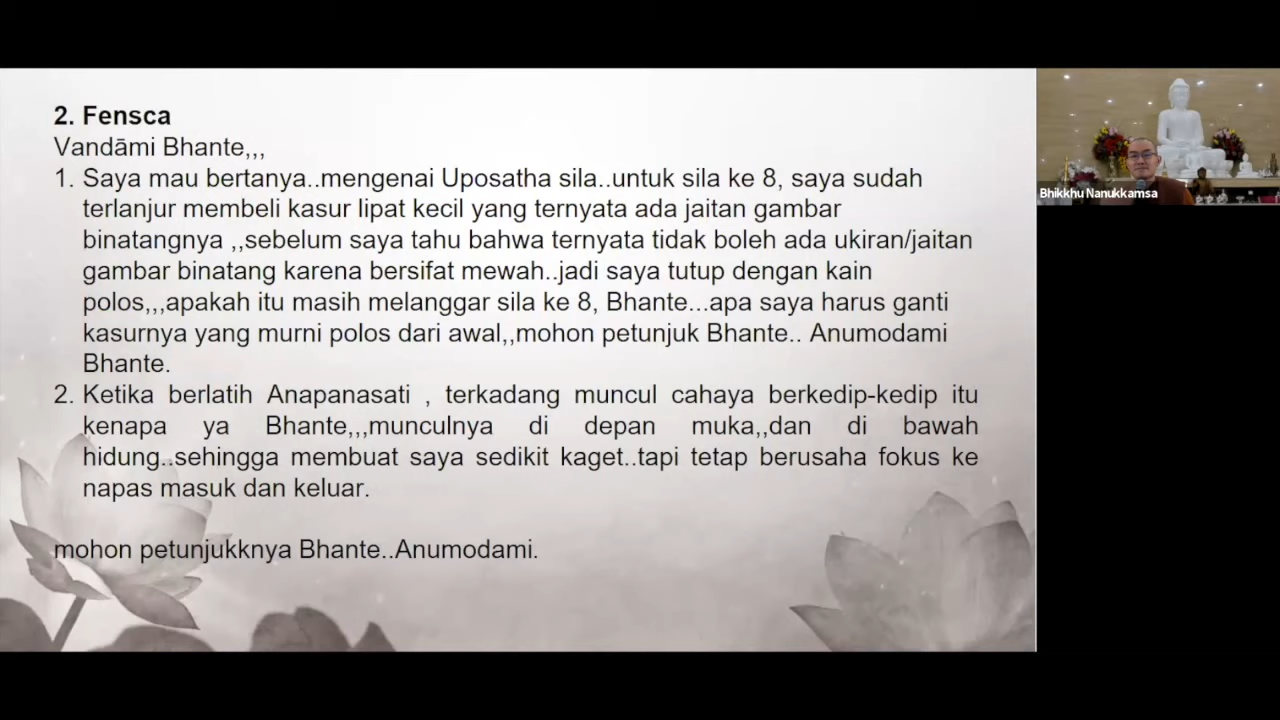 2. Fensca
Vandāmi Bhante,,,
1. Saya mau bertanya..mengenai Uposatha sila..untuk sila ke 8, saya sudah
terlanjur membeli kasur lipat kecil yang ternyata ada jaitan gambar
binatangnya ,,sebelum saya tahu bahwa ternyata tidak boleh ada ukiran/jaitan
gambar binatang karena bersifat mewah..jadi saya tutup dengan kain
polos,,,apakah itu masih melanggar sila ke 8, Bhante...apa saya harus ganti
kasurnya yang murni polos dari awal,,mohon petunjuk Bhante.. Anumodami
Bhante.
2. Ketika berlatih Anapanasati , terkadang muncul cahaya berkedip-kedip itu
kenapa ya Bhante,,,munculnya di depan muka,,dan di bawah
hidung..sehingga membuat saya sedikit kaget..tapi tetap berusaha fokus ke
napas masuk dan keluar.
mohon petunjukknya Bhante..Anumodami.
Bhikkhu Nanukkamsa